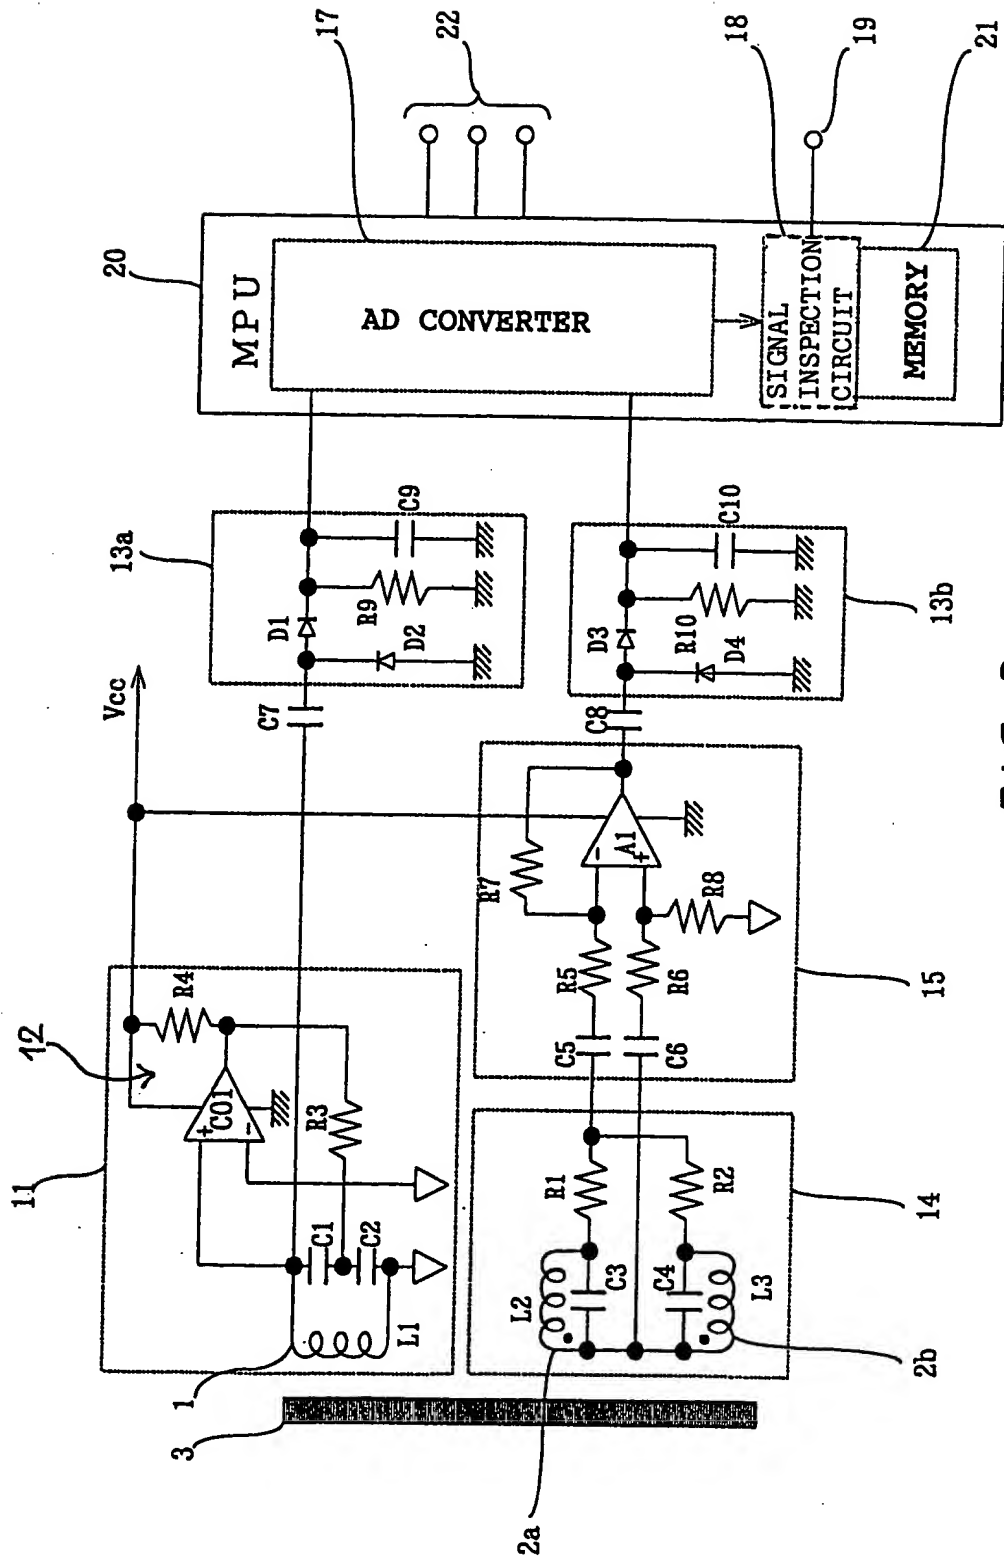 22
17
18
19
21
20
MPU
AD CONVERTER
SIGNAL
INSPECTION
CIRCUIT
MEMORY
13a
D1
R9
C9
D2
13b
D3
R10
C10
D4
Vcc
C7
C8
11
12
R4
CO1
+
-
R3
C1
C2
L1
1
3
15
R7
A1
-
+
R5
R6
R8
C5
C6
14
R1
R2
L2
C3
C4
L3
2a
2b